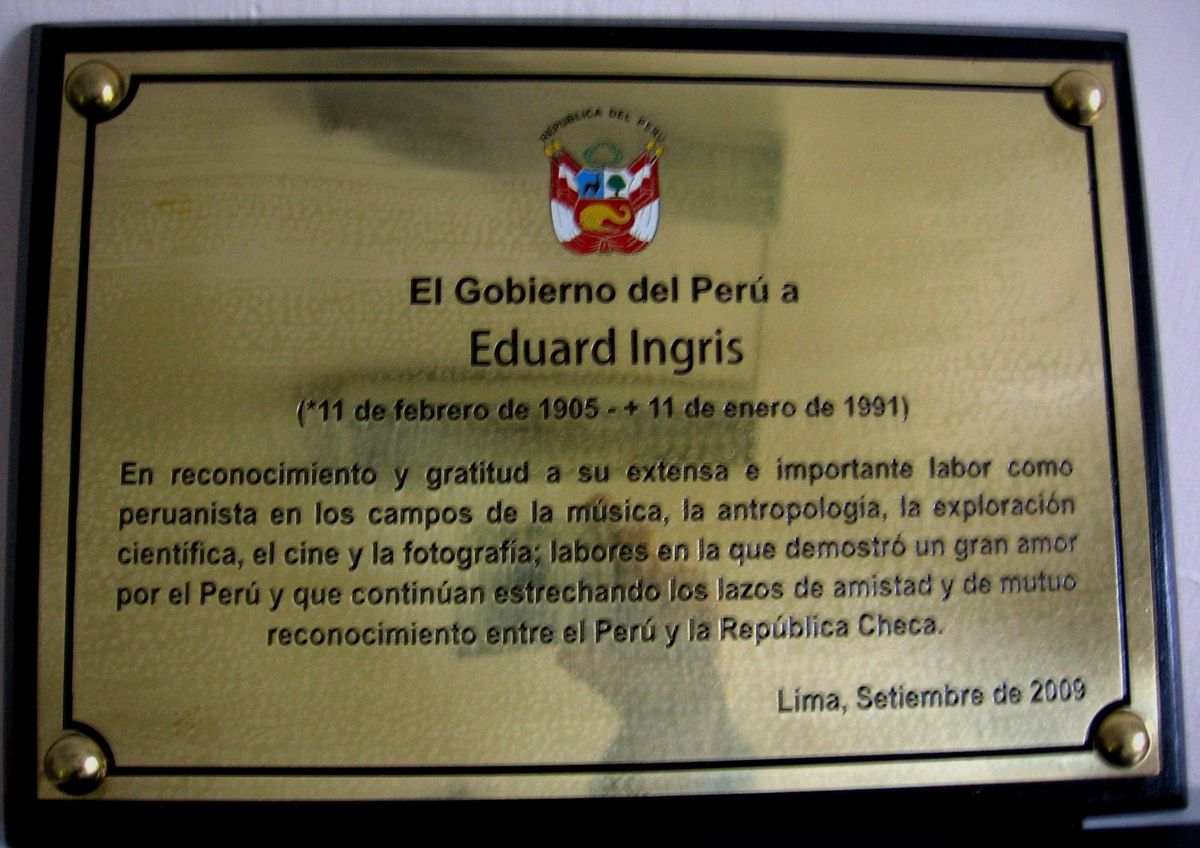 REPUBLICA DEL PERU
El Gobierno del Perú a
Eduard Ingris
(*11 de febrero de 1905 - + 11 de enero de 1991)
En reconocimiento y gratitud a su extensa e importante labor como
peruanista en los campos de la música, la antropología, la exploración
científica, el cine y la fotografía; labores en la que demostró un gran amor
por el Perú y que continúan estrechando los lazos de amistad y de mutuo
reconocimiento entre el Perú y la República Checa.
Lima, Setiembre de 2009